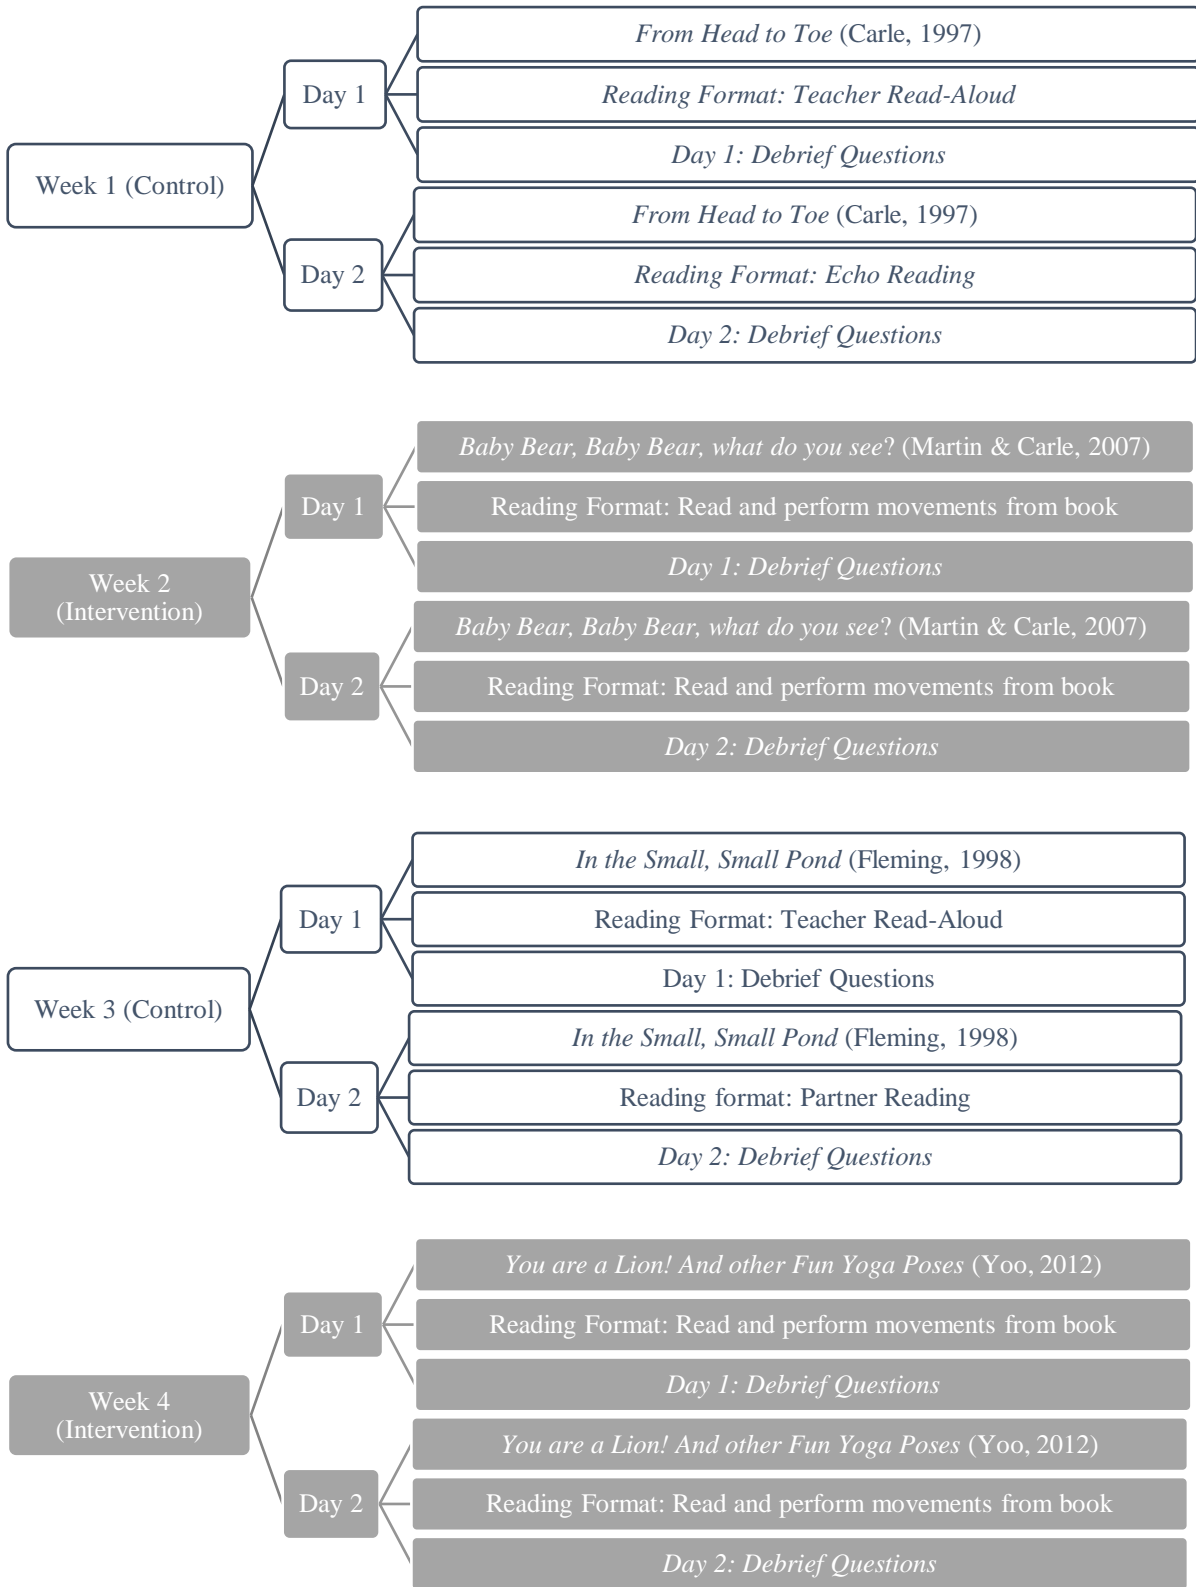 Week 1 (Control)
Day 1
From Head to Toe (Carle, 1997)
Reading Format: Teacher Read-Aloud
Day 1: Debrief Questions
Day 2
From Head to Toe (Carle, 1997)
Reading Format: Echo Reading
Day 2: Debrief Questions
Week 2
(Intervention)
Day 1
Baby Bear, Baby Bear, what do you see? (Martin & Carle, 2007)
Reading Format: Read and perform movements from book
Day 1: Debrief Questions
Day 2
Baby Bear, Baby Bear, what do you see? (Martin & Carle, 2007)
Reading Format: Read and perform movements from book
Day 2: Debrief Questions
Week 3 (Control)
Day 1
In the Small, Small Pond (Fleming, 1998)
Reading Format: Teacher Read-Aloud
Day 1: Debrief Questions
Day 2
In the Small, Small Pond (Fleming, 1998)
Reading format: Partner Reading
Day 2: Debrief Questions
Week 4
(Intervention)
Day 1
You are a Lion! And other Fun Yoga Poses (Yoo, 2012)
Reading Format: Read and perform movements from book
Day 1: Debrief Questions
Day 2
You are a Lion! And other Fun Yoga Poses (Yoo, 2012)
Reading Format: Read and perform movements from book
Day 2: Debrief Questions